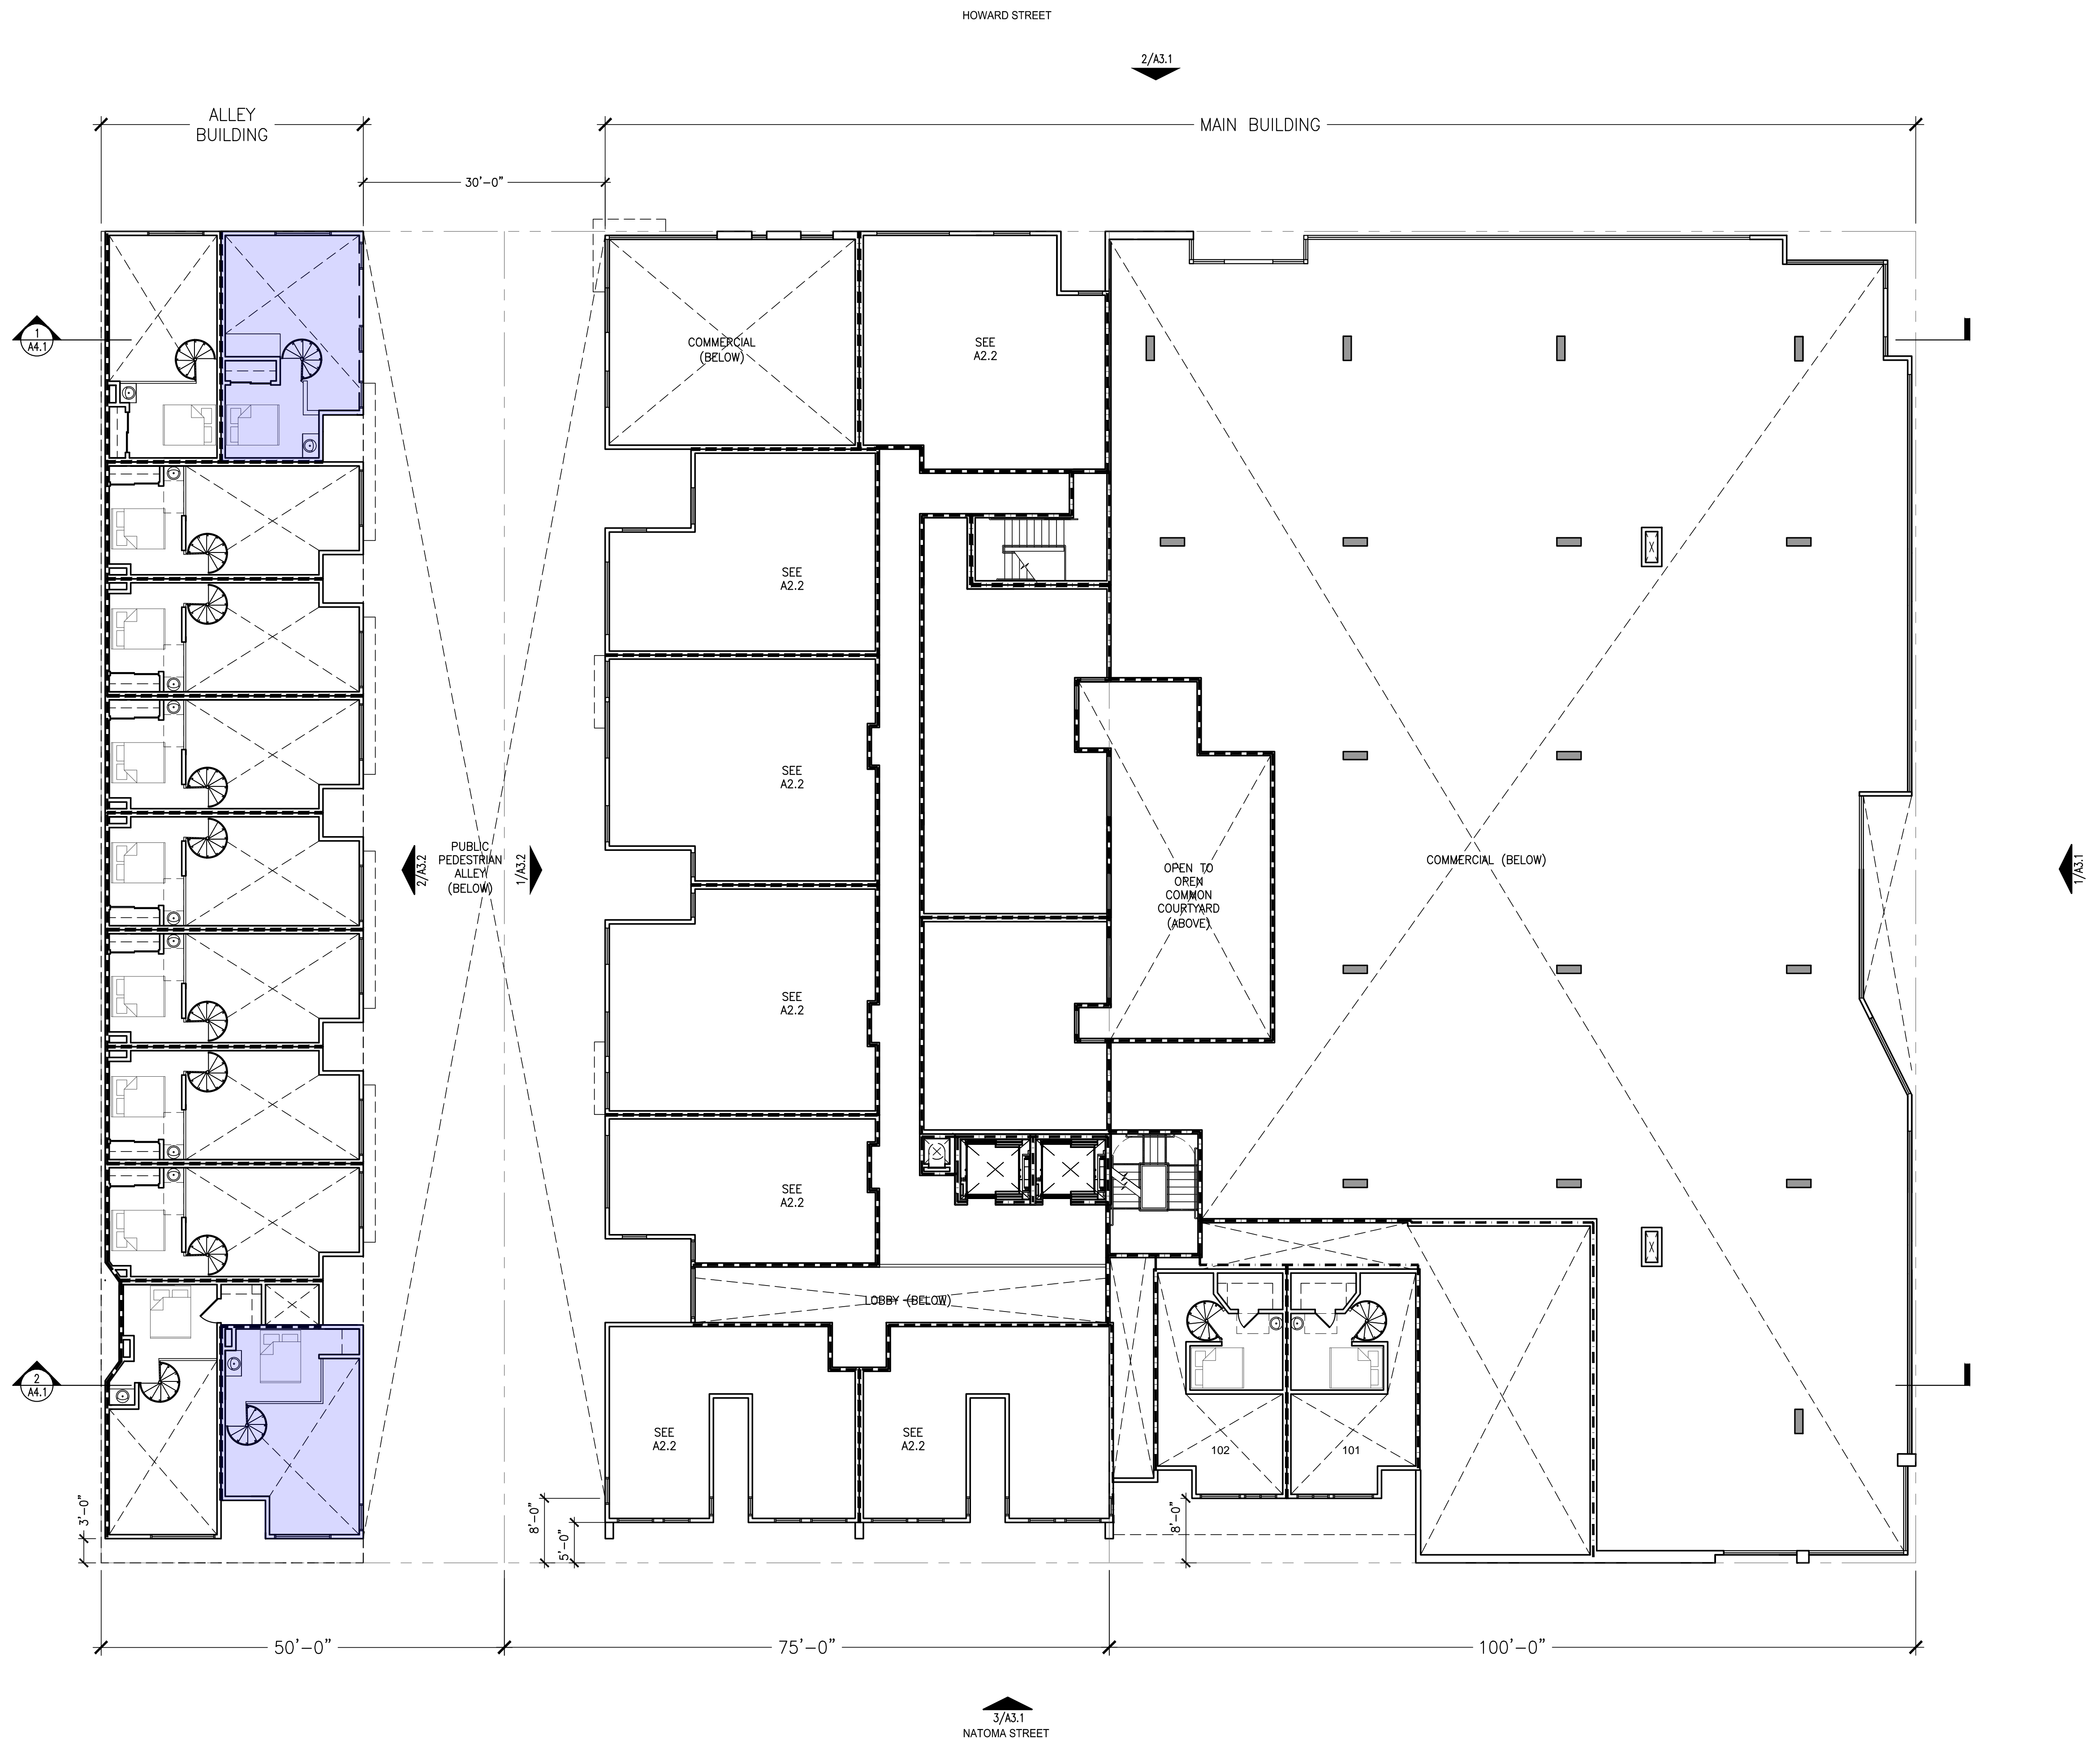 HOWARD STREET
2/A3.1
ALLEY
BUILDING
MAIN BUILDING
30'-0"
1
A4.1
COMMERCIAL
(BELOW)
SEE
A2.2
SEE
A2.2
SEE
A2.2
PUBLIC
PEDESTRIAN
ALLEY
(BELOW)
2/A3.2
1/A3.2
OPEN TO
OPEN
COMMON
COURTYARD
(ABOVE)
COMMERCIAL (BELOW)
1/A3.1
SEE
A2.2
SEE
A2.2
LOBBY (BELOW)
2
A4.1
SEE
A2.2
SEE
A2.2
102
101
3'-0"
8'-0"
5'-0"
8'-0"
50'-0"
75'-0"
100'-0"
3/A3.1
NATOMA STREET